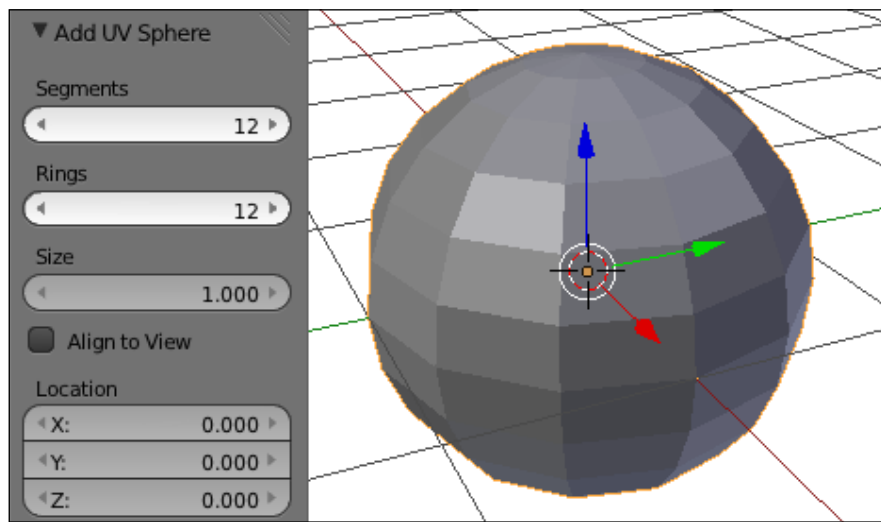 Add UV Sphere
Segments
12
Rings
12
Size
1.000
Align to View
Location
X: 0.000
Y: 0.000
Z: 0.000